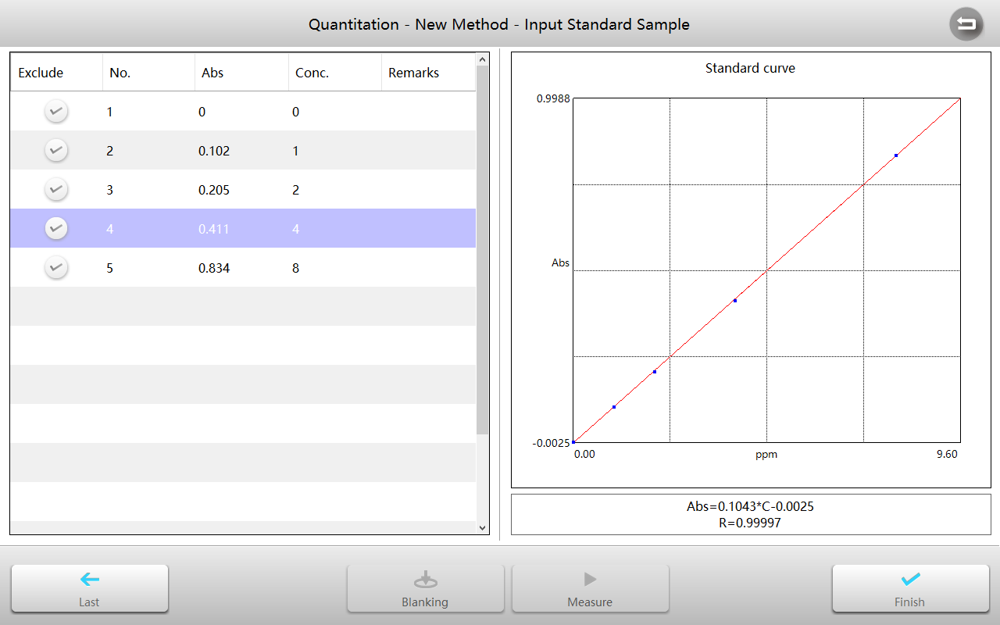 Quantitation - New Method - Input Standard Sample
Exclude No. Abs Conc. Remarks
1 0 0
2 0.102 1
3 0.205 2
4 0.411 4
5 0.834 8
Standard curve
0.9988
Abs
-0.0025
0.00 ppm 9.60
Abs=0.1043*C-0.0025
R=0.99997
Last Blanking Measure Finish